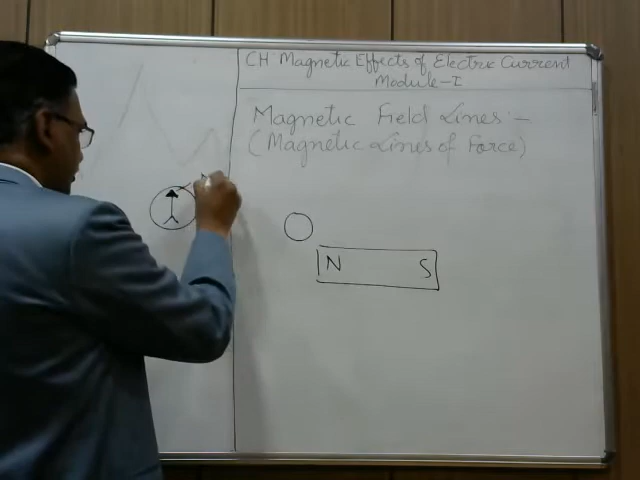 CH Magnetic Effects of Electric Current
Module-I
Magnetic Field Lines :-
(Magnetic Lines of Force)
N S